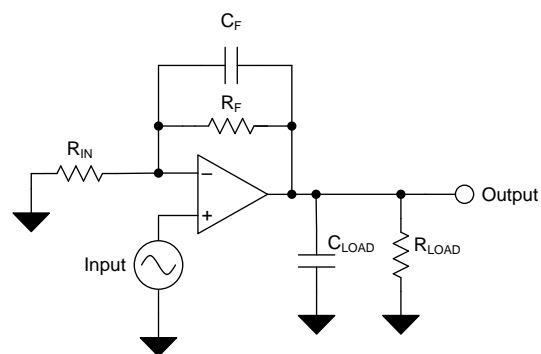 CF
RF
RIN
−
+
Output
Input
CLOAD
RLOAD